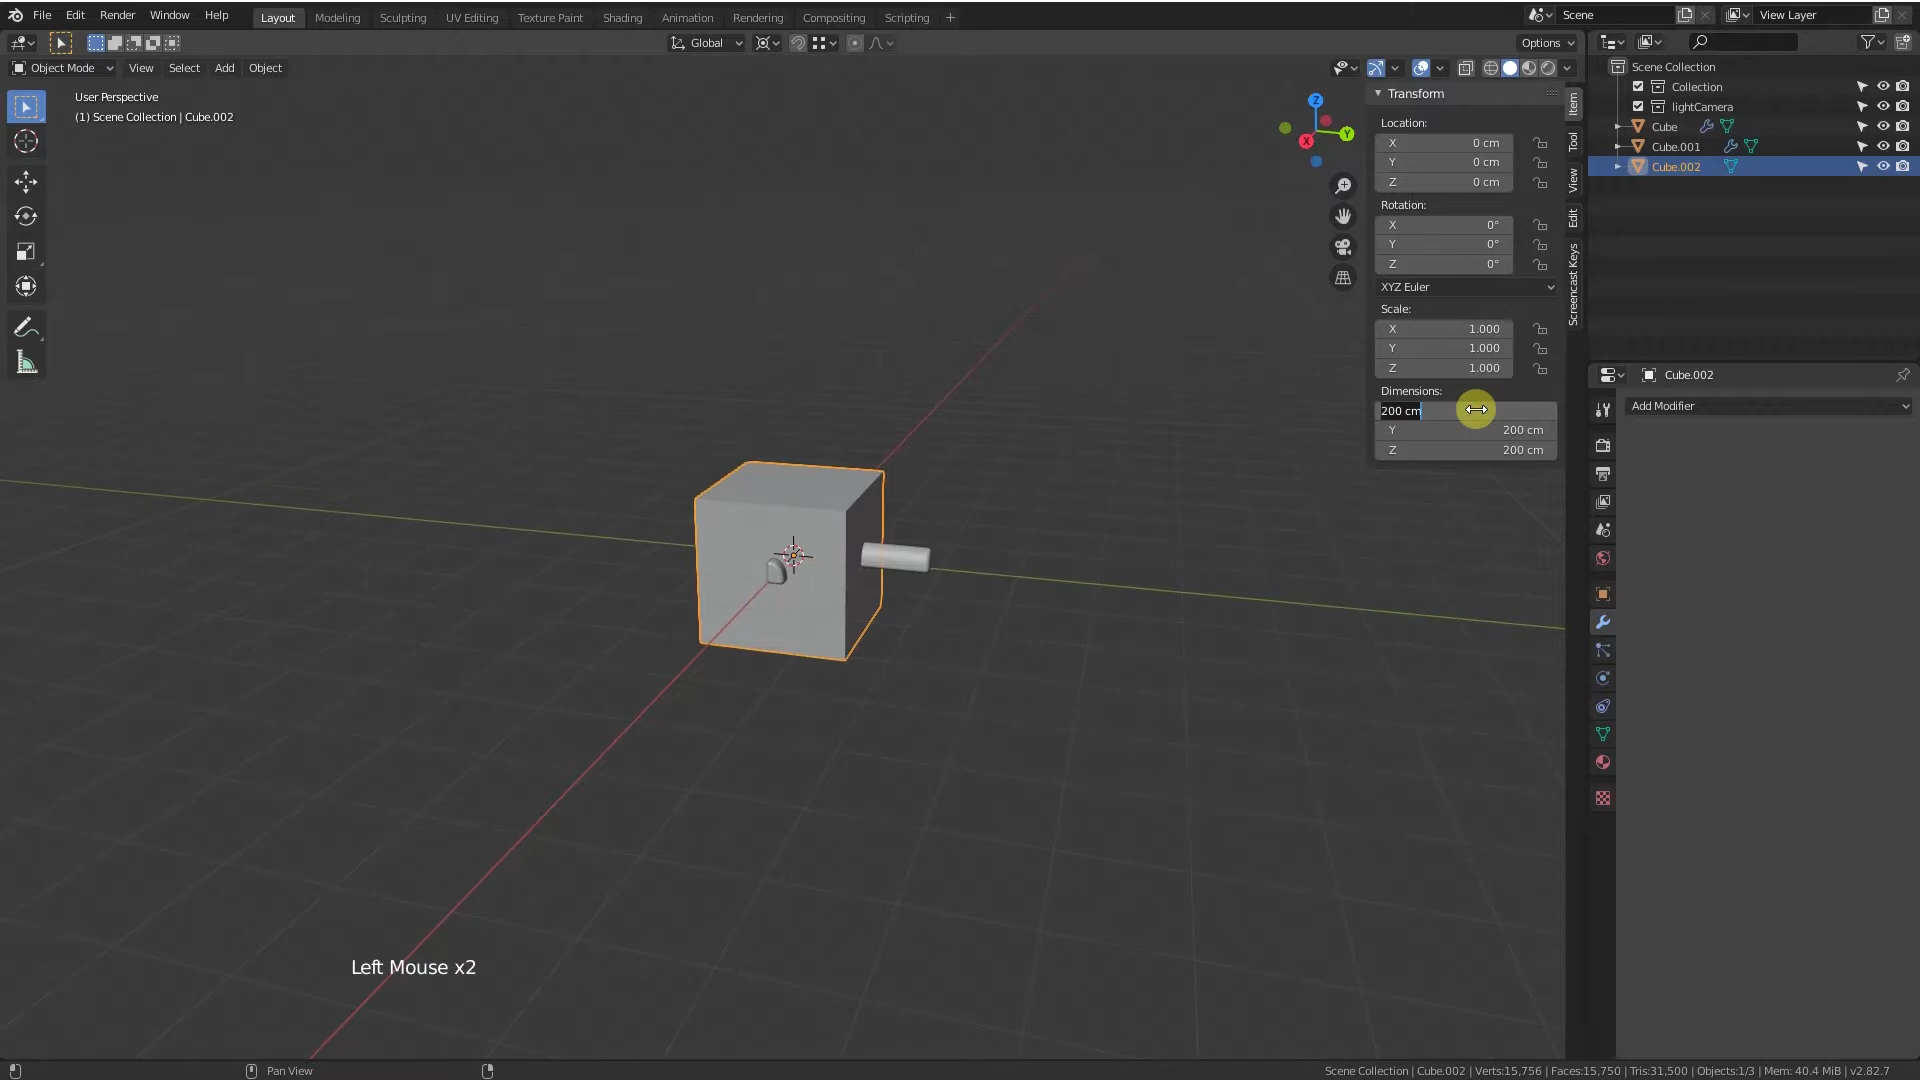 File Edit Render Window Help Layout Modeling Sculpting UV Editing Texture Paint Shading Animation Rendering Compositing Scripting + Scene View Layer
Global Options
Object Mode View Select Add Object
User Perspective
(1) Scene Collection | Cube.002
Z
Y
X
Transform
Location:
X 0 cm
Y 0 cm
Z 0 cm
Rotation:
X 0°
Y 0°
Z 0°
XYZ Euler
Scale:
X 1.000
Y 1.000
Z 1.000
Dimensions:
200 cm
Y 200 cm
Z 200 cm
Item
Tool
View
Edit
Screencast Keys
Scene Collection
Collection
lightCamera
Cube
Cube.001
Cube.002
Cube.002
Add Modifier
Left Mouse x2
Pan View
Scene Collection | Cube.002 | Verts:15,756 | Faces:15,750 | Tris:31,500 | Objects:1/3 | Mem: 40.4 MiB | v2.82.7